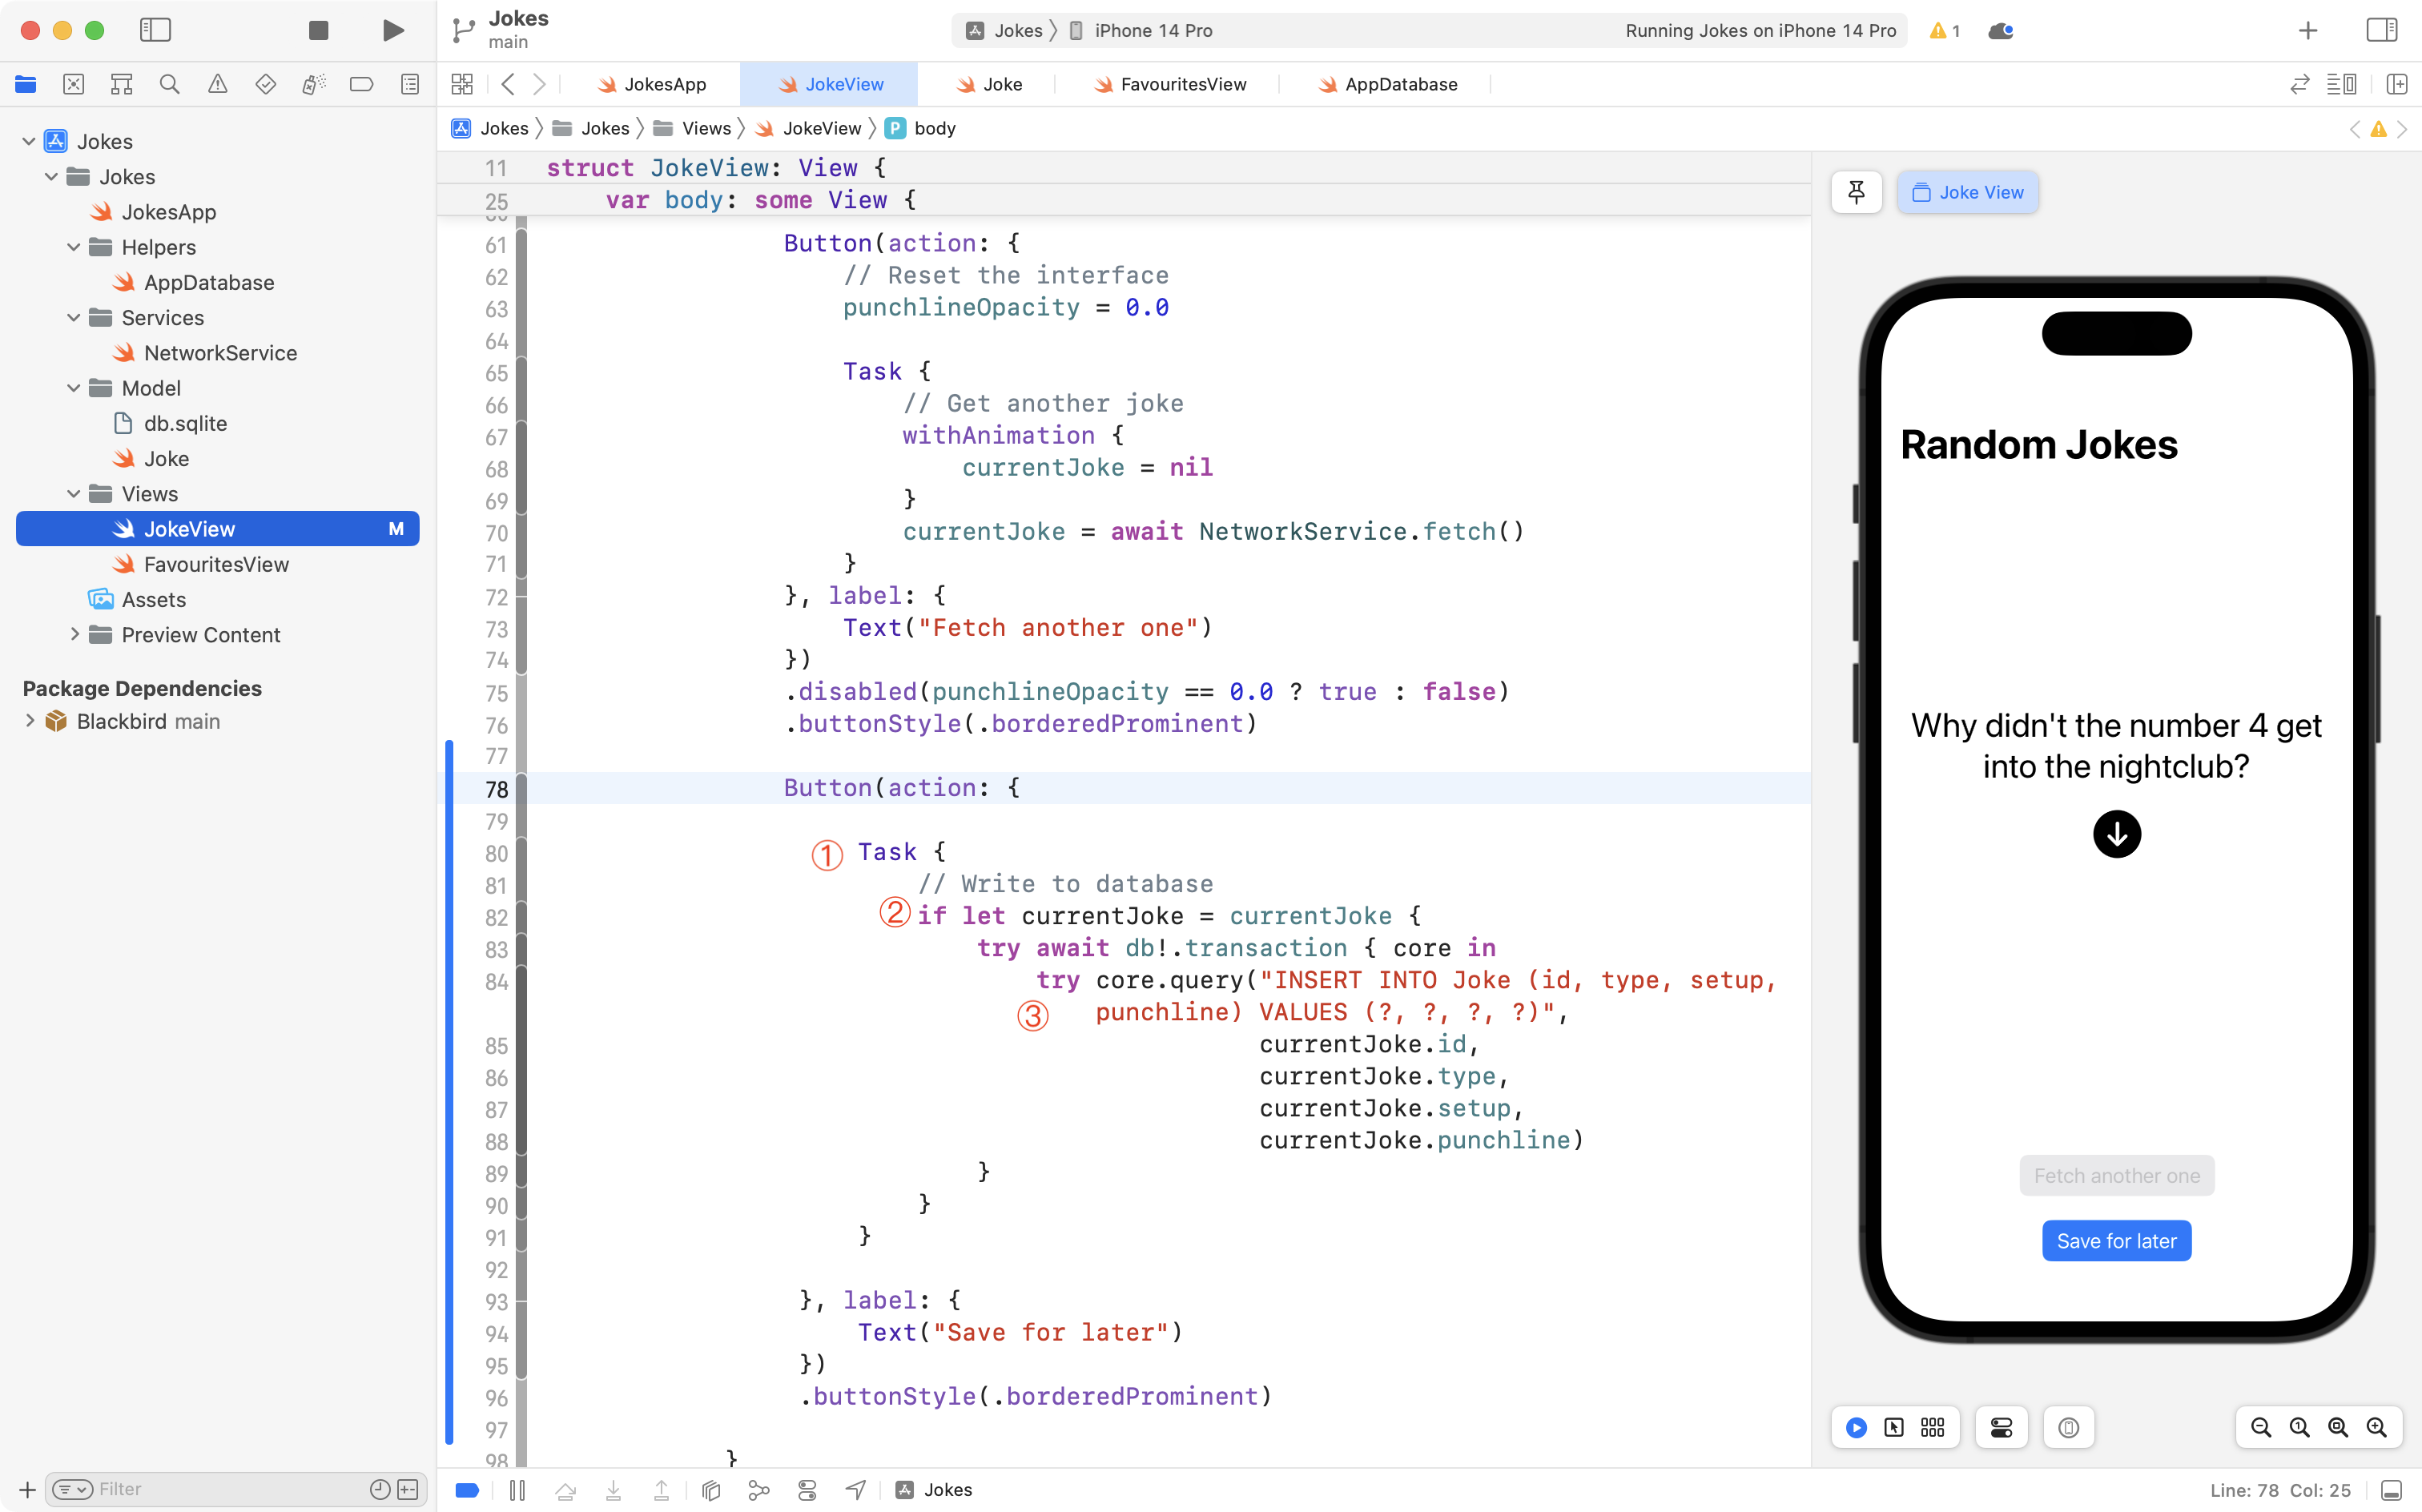 Jokes
main
Jokes
iPhone 14 Pro
Running Jokes on iPhone 14 Pro
1
JokesApp
JokeView
Joke
FavouritesView
AppDatabase
Jokes
Jokes
Views
JokeView
P body
Jokes
Jokes
JokesApp
Helpers
AppDatabase
Services
NetworkService
Model
db.sqlite
Joke
Views
JokeView M
FavouritesView
Assets
Preview Content
Package Dependencies
Blackbird main
Filter
11 struct JokeView: View {
25 var body: some View {
61 Button(action: {
62 // Reset the interface
63 punchlineOpacity = 0.0
64
65 Task {
66 // Get another joke
67 withAnimation {
68 currentJoke = nil
69 }
70 currentJoke = await NetworkService.fetch()
71 }
72 }, label: {
73 Text("Fetch another one")
74 })
75 .disabled(punchlineOpacity == 0.0 ? true : false)
76 .buttonStyle(.borderedProminent)
77
78 Button(action: {
79
80 ① Task {
81 // Write to database
82 ② if let currentJoke = currentJoke {
83 try await db!.transaction { core in
84 try core.query("INSERT INTO Joke (id, type, setup,
③ punchline) VALUES (?, ?, ?, ?)",
85 currentJoke.id,
86 currentJoke.type,
87 currentJoke.setup,
88 currentJoke.punchline)
89 }
90 }
91 }
92
93 }, label: {
94 Text("Save for later")
95 })
96 .buttonStyle(.borderedProminent)
97
98 }
Jokes
Joke View
Random Jokes
Why didn't the number 4 get
into the nightclub?
Fetch another one
Save for later
Line: 78 Col: 25